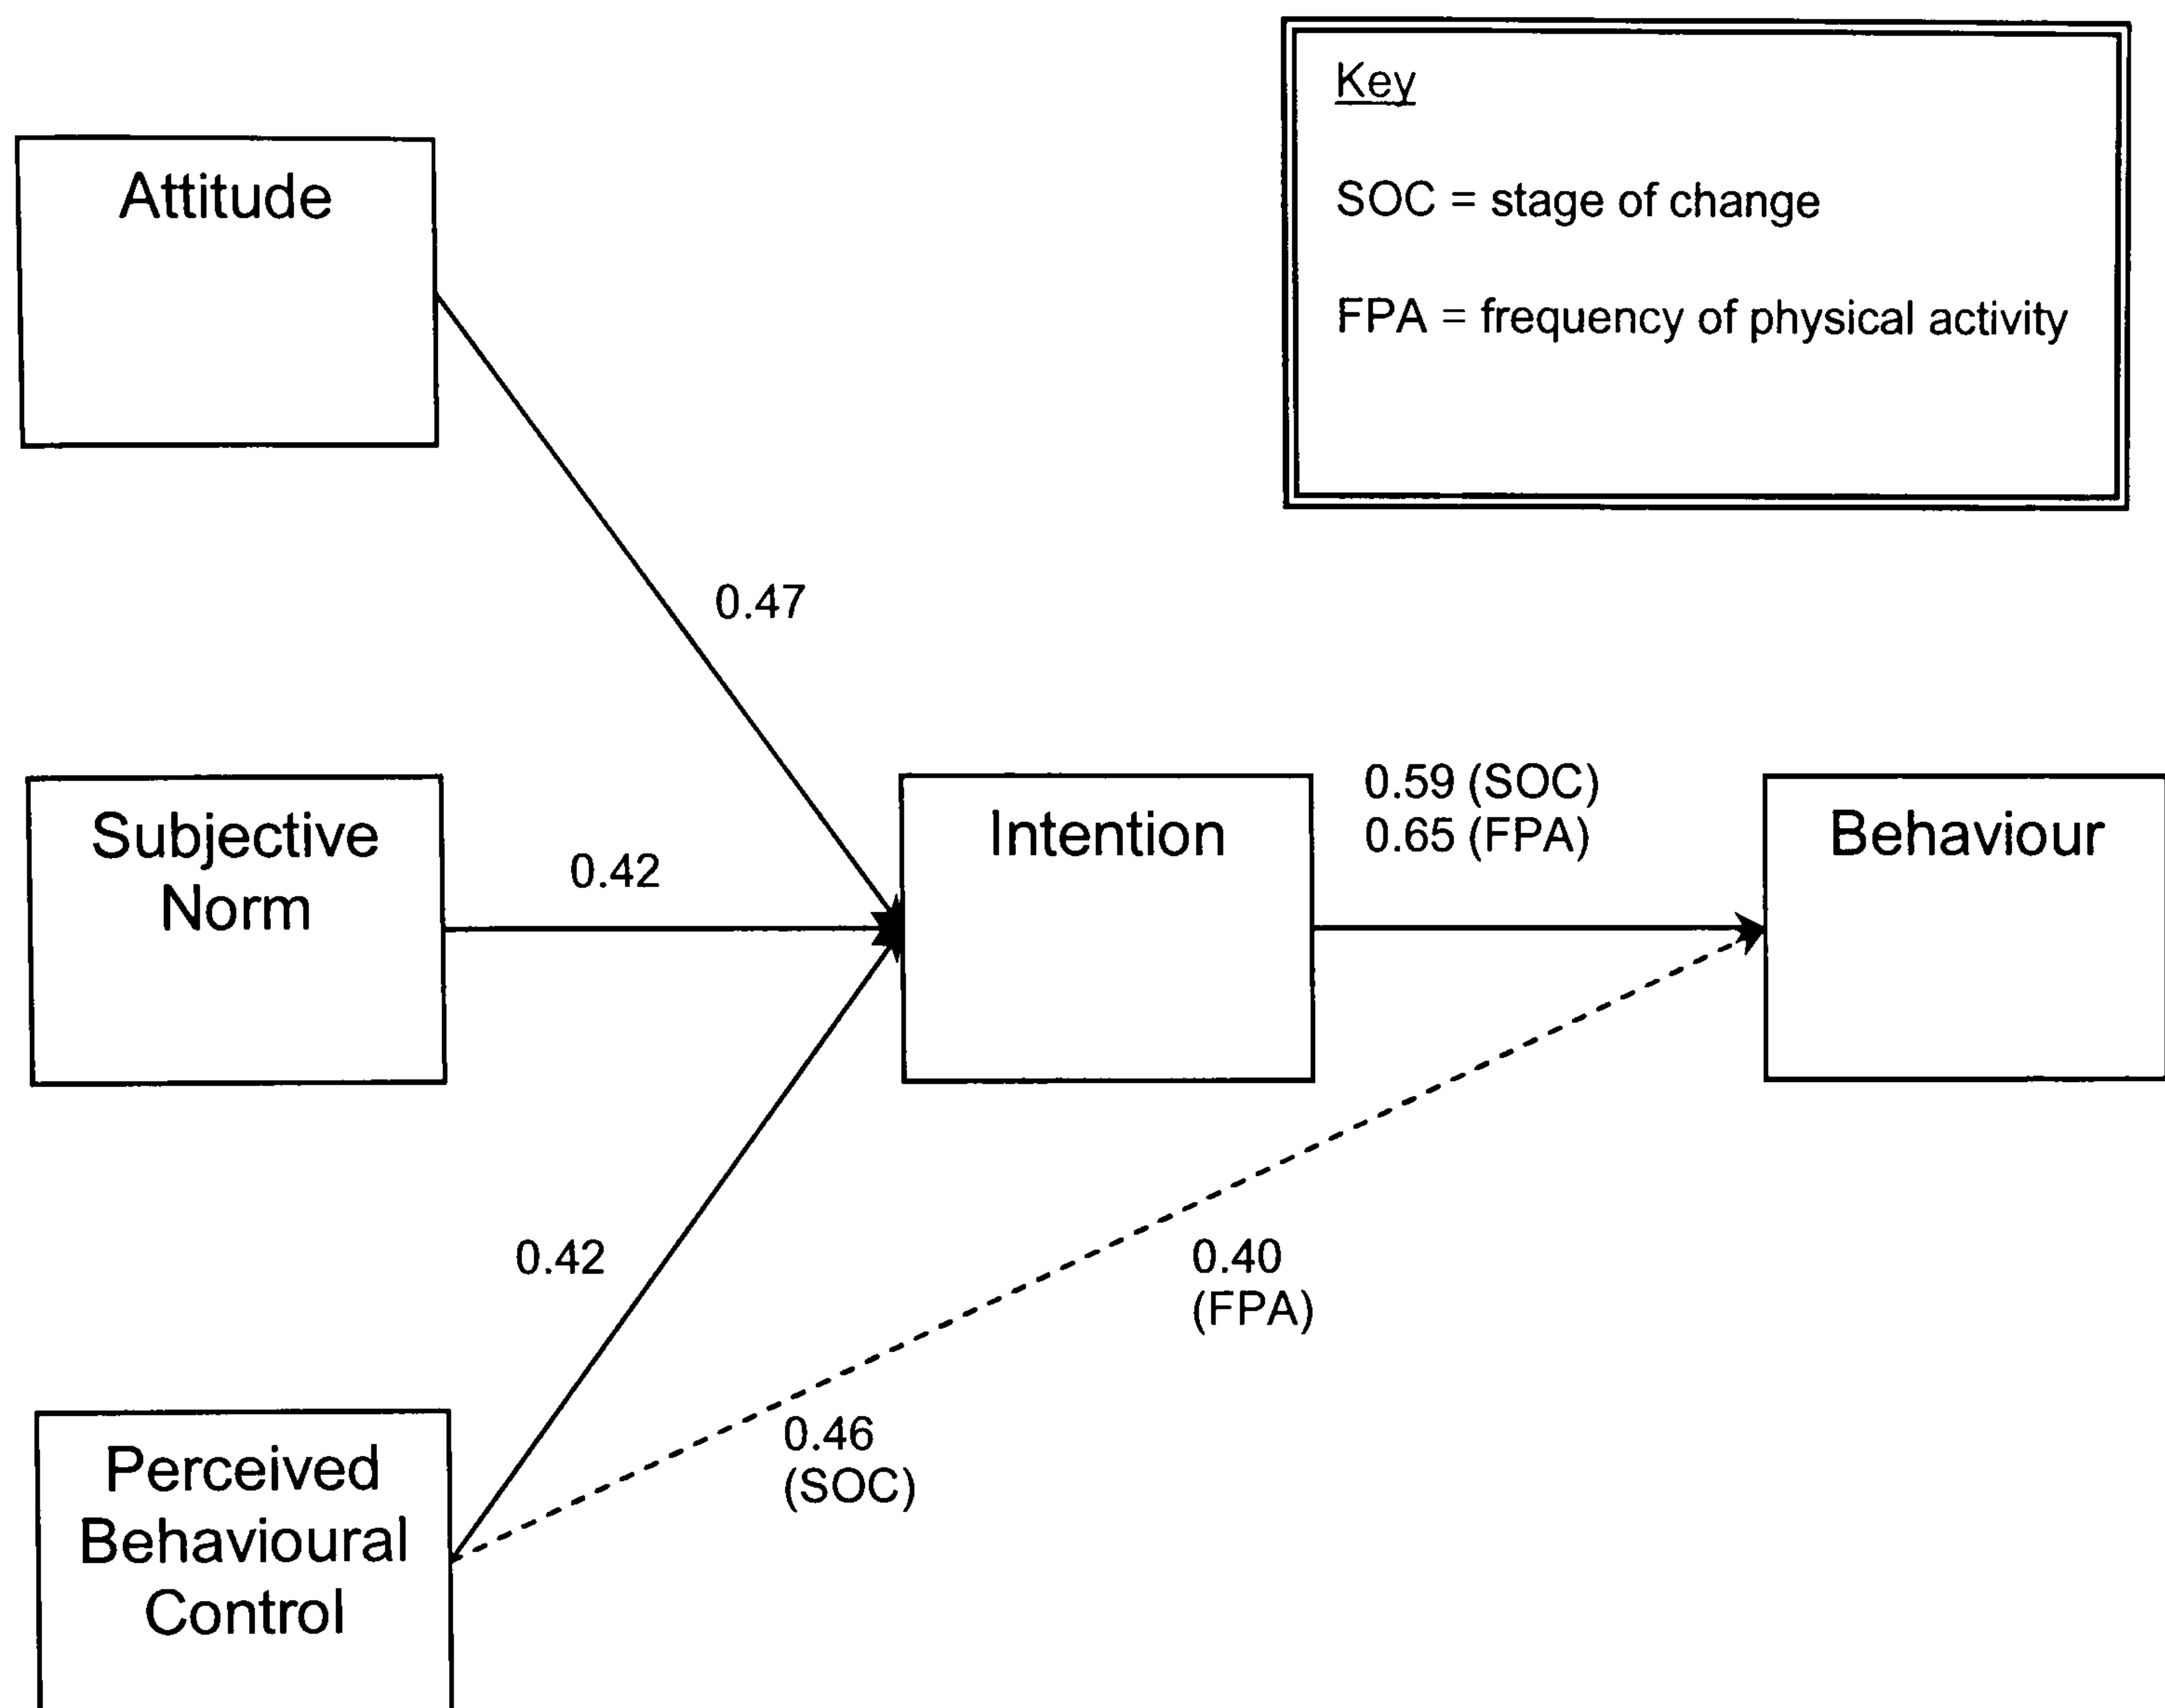 Key
SOC = stage of change
FPA = frequency of physical activity
Attitude
0.47
Subjective
Norm
0.42
Intention
0.59 (SOC)
0.65 (FPA)
Behaviour
0.42
0.40
(FPA)
0.46
(SOC)
Perceived
Behavioural
Control